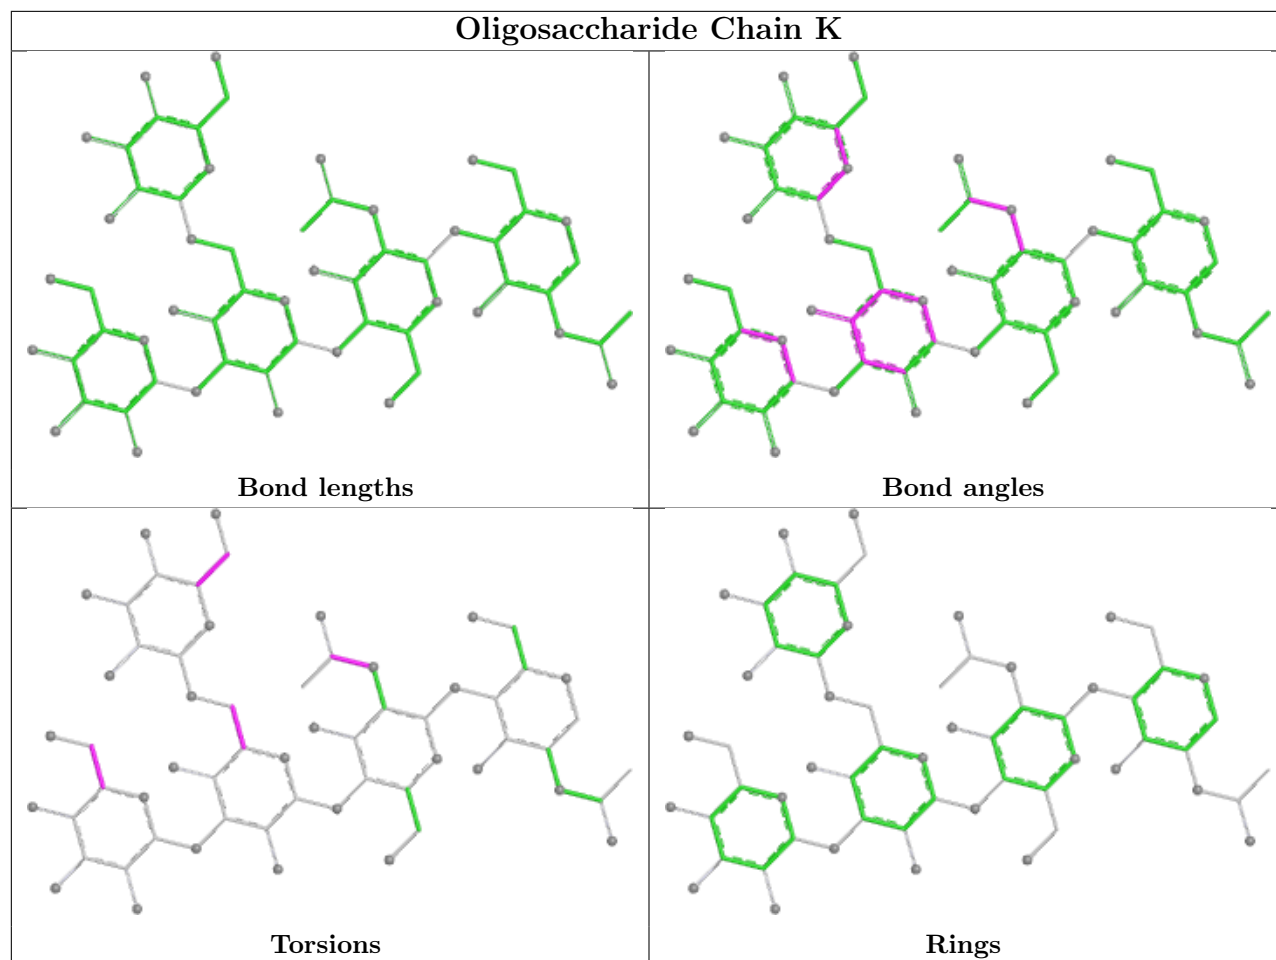 Oligosaccharide Chain K
Bond lengths
Bond angles
Torsions
Rings